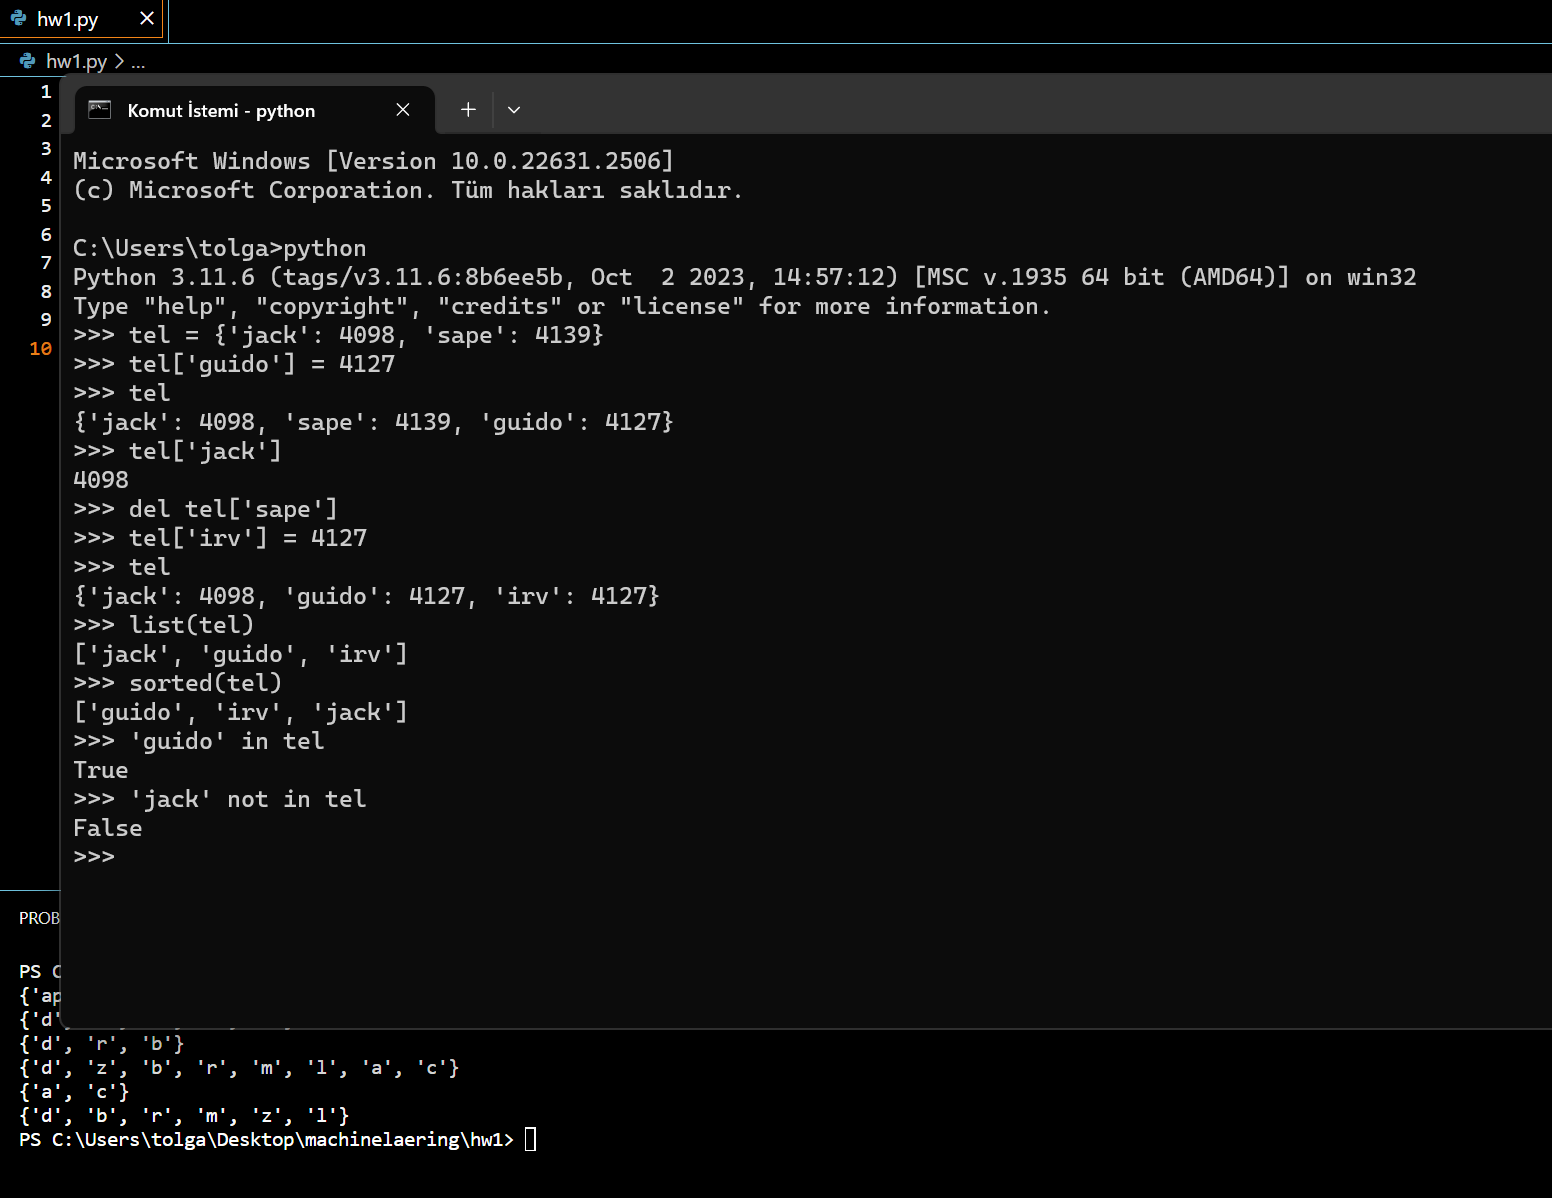 hw1.py
hw1.py > ...
1
2
3
4
5
6
7
8
9
10
Komut İstemi - python
Microsoft Windows [Version 10.0.22631.2506]
(c) Microsoft Corporation. Tüm hakları saklıdır.
C:\Users\tolga>python
Python 3.11.6 (tags/v3.11.6:8b6ee5b, Oct  2 2023, 14:57:12) [MSC v.1935 64 bit (AMD64)] on win32
Type "help", "copyright", "credits" or "license" for more information.
>>> tel = {'jack': 4098, 'sape': 4139}
>>> tel['guido'] = 4127
>>> tel
{'jack': 4098, 'sape': 4139, 'guido': 4127}
>>> tel['jack']
4098
>>> del tel['sape']
>>> tel['irv'] = 4127
>>> tel
{'jack': 4098, 'guido': 4127, 'irv': 4127}
>>> list(tel)
['jack', 'guido', 'irv']
>>> sorted(tel)
['guido', 'irv', 'jack']
>>> 'guido' in tel
True
>>> 'jack' not in tel
False
>>>
PROB
PS C
{'ap
{'d'
{'d', 'r', 'b'}
{'d', 'z', 'b', 'r', 'm', 'l', 'a', 'c'}
{'a', 'c'}
{'d', 'b', 'r', 'm', 'z', 'l'}
PS C:\Users\tolga\Desktop\machinelaering\hw1>